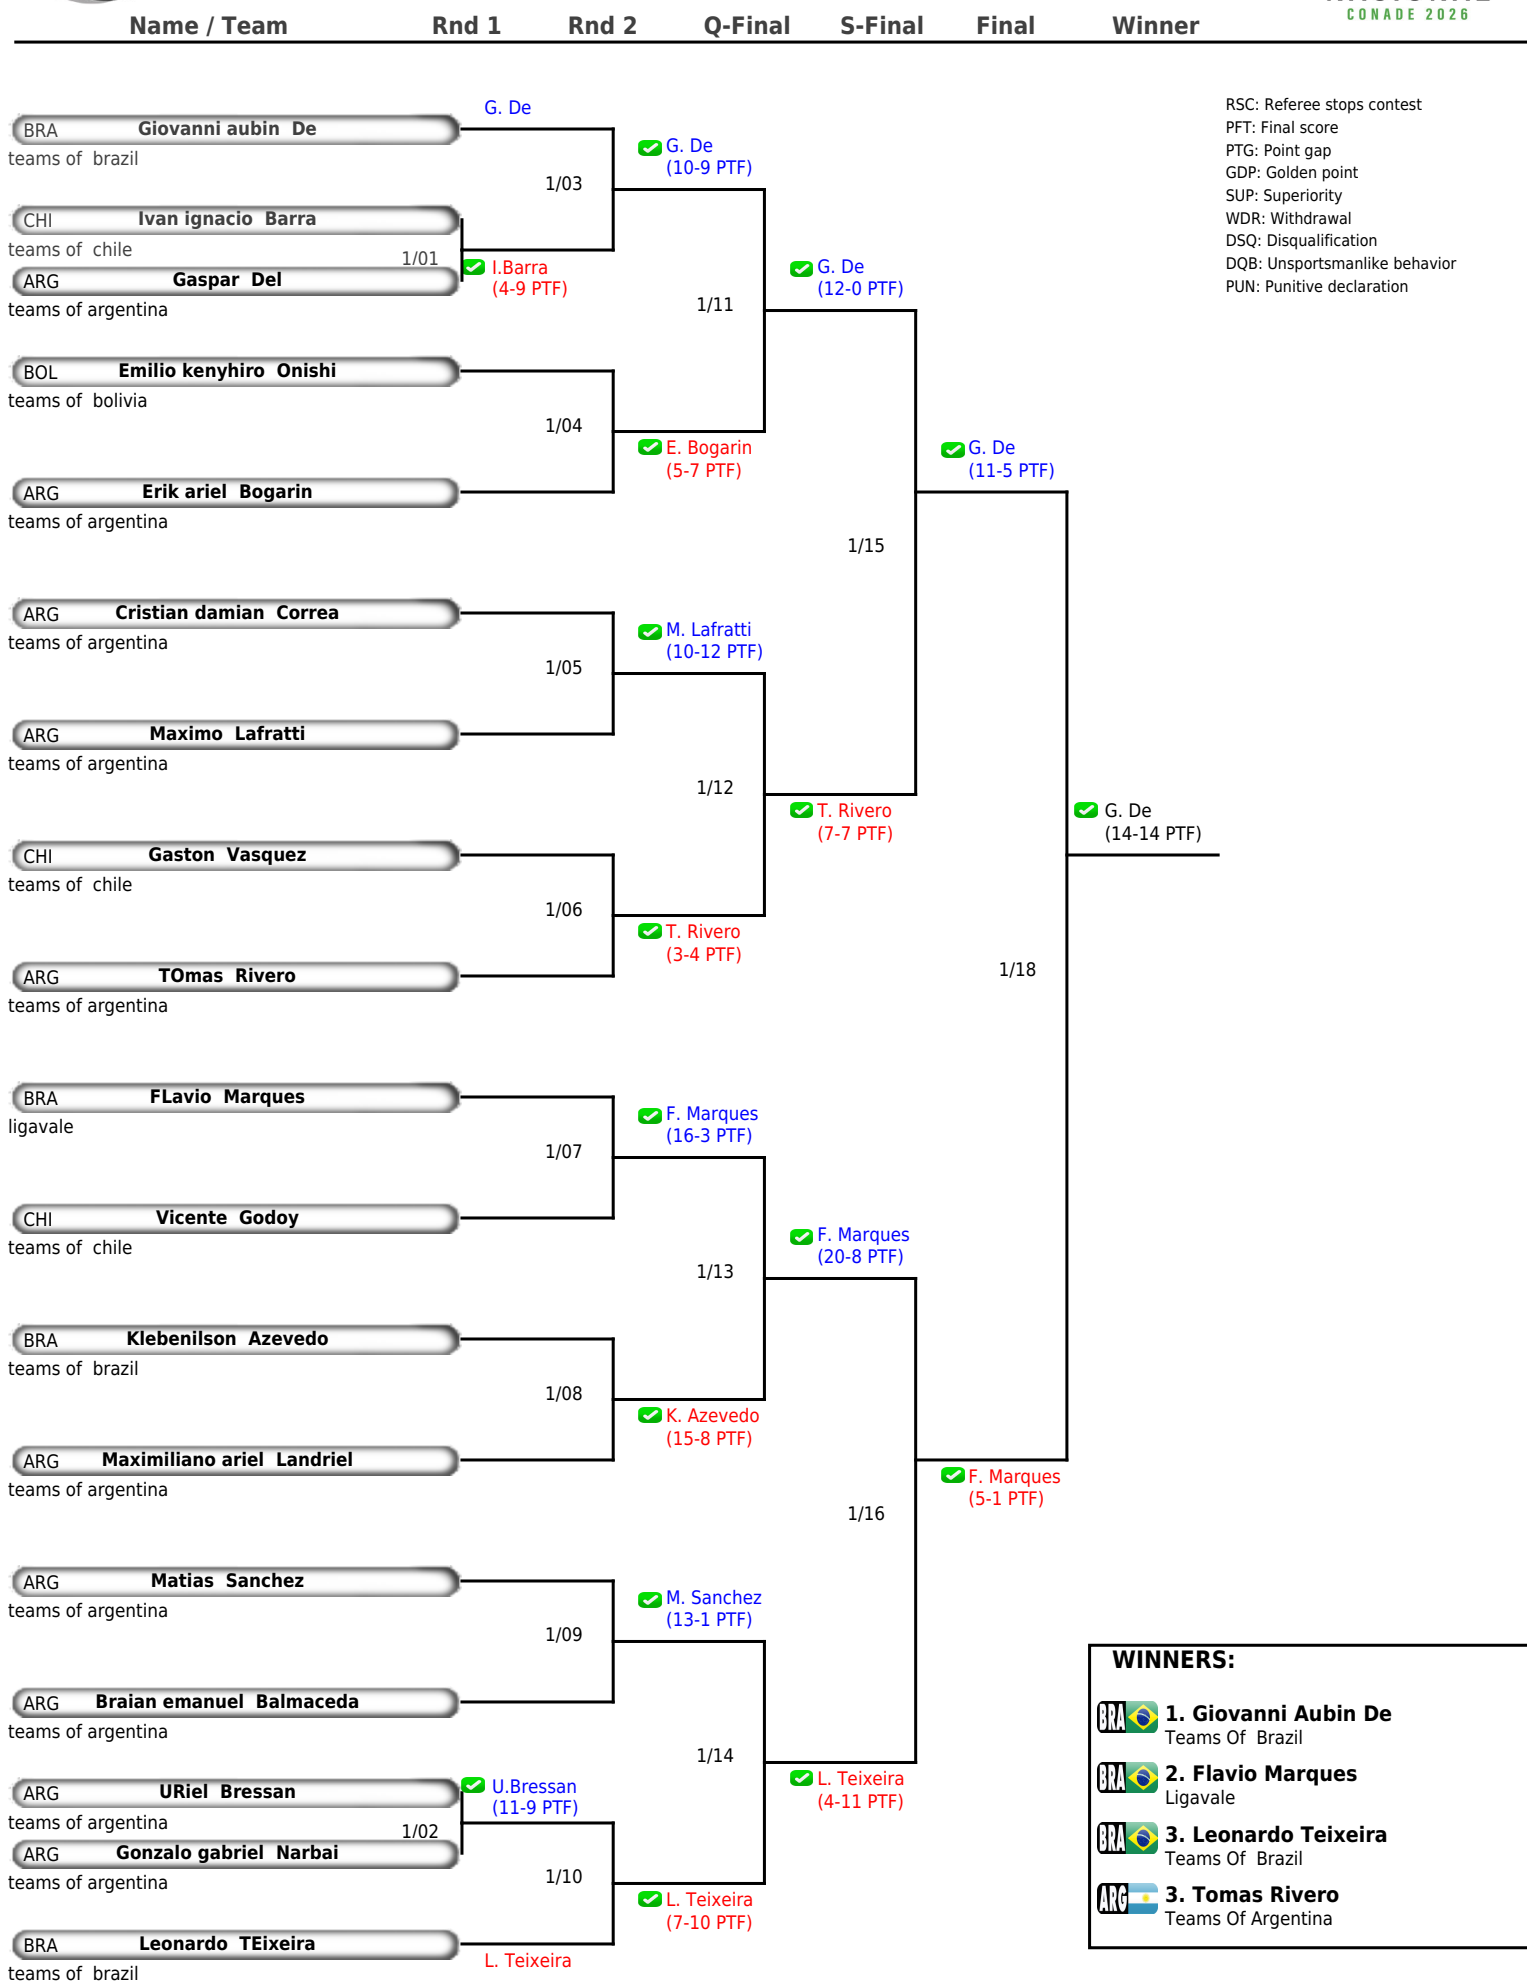 CONADE 2026
Name / Team Rnd 1 Rnd 2 Q-Final S-Final Final Winner
RSC: Referee stops contest
PFT: Final score
PTG: Point gap
GDP: Golden point
SUP: Superiority
WDR: Withdrawal
DSQ: Disqualification
DQB: Unsportsmanlike behavior
PUN: Punitive declaration
G. De
BRA Giovanni aubin De
teams of brazil
G. De
(10-9 PTF)
1/03
CHI Ivan ignacio Barra
teams of chile
1/01
I.Barra
(4-9 PTF)
ARG Gaspar Del
teams of argentina
G. De
(12-0 PTF)
1/11
BOL Emilio kenyhiro Onishi
teams of bolivia
1/04
E. Bogarin
(5-7 PTF)
G. De
(11-5 PTF)
ARG Erik ariel Bogarin
teams of argentina
1/15
ARG Cristian damian Correa
teams of argentina
M. Lafratti
(10-12 PTF)
1/05
ARG Maximo Lafratti
teams of argentina
1/12
T. Rivero
(7-7 PTF)
G. De
(14-14 PTF)
CHI Gaston Vasquez
teams of chile
1/06
T. Rivero
(3-4 PTF)
1/18
ARG TOmas Rivero
teams of argentina
BRA FLavio Marques
ligavale
F. Marques
(16-3 PTF)
1/07
CHI Vicente Godoy
teams of chile
F. Marques
(20-8 PTF)
1/13
BRA Klebenilson Azevedo
teams of brazil
1/08
K. Azevedo
(15-8 PTF)
ARG Maximiliano ariel Landriel
teams of argentina
F. Marques
(5-1 PTF)
1/16
ARG Matias Sanchez
teams of argentina
M. Sanchez
(13-1 PTF)
1/09
ARG Braian emanuel Balmaceda
teams of argentina
1/14
L. Teixeira
(4-11 PTF)
ARG URiel Bressan
teams of argentina
U.Bressan
(11-9 PTF)
1/02
ARG Gonzalo gabriel Narbai
teams of argentina
1/10
L. Teixeira
(7-10 PTF)
BRA Leonardo TEixeira
teams of brazil
L. Teixeira
WINNERS:
BRA 1. Giovanni Aubin De
Teams Of Brazil
BRA 2. Flavio Marques
Ligavale
BRA 3. Leonardo Teixeira
Teams Of Brazil
ARG 3. Tomas Rivero
Teams Of Argentina